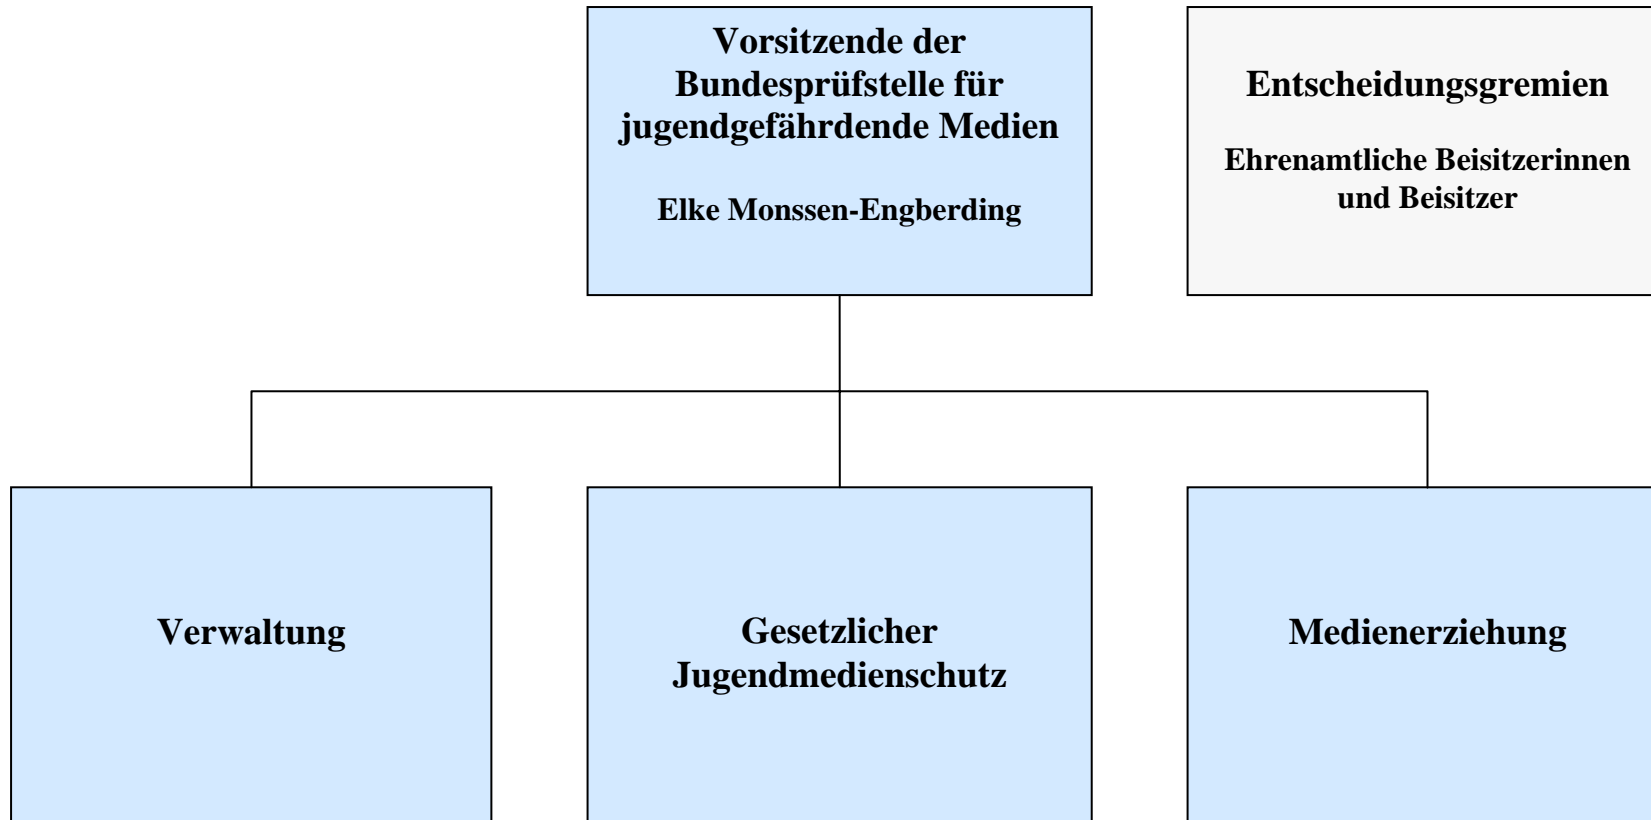 Vorsitzende der
Bundesprüfstelle für
jugendgefährdende Medien
Elke Monssen-Engberding
Entscheidungsgremien
Ehrenamtliche Beisitzerinnen
und Beisitzer
Verwaltung
Gesetzlicher
Jugendmedienschutz
Medienerziehung